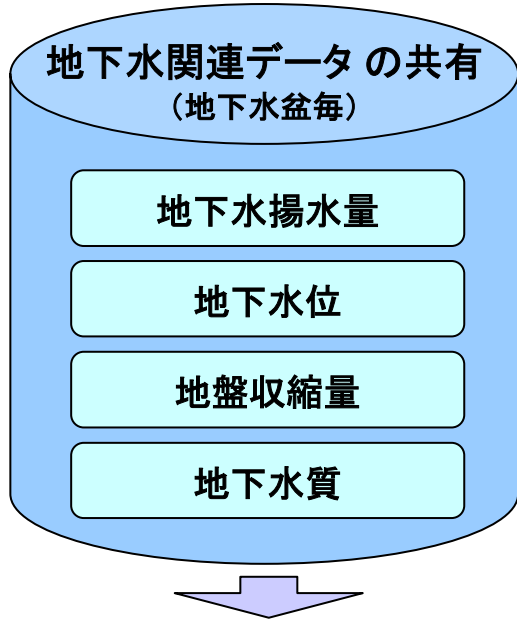 地下水関連データ の共有
（地下水盆毎）
地下水揚水量
地下水位
地盤収縮量
地下水質